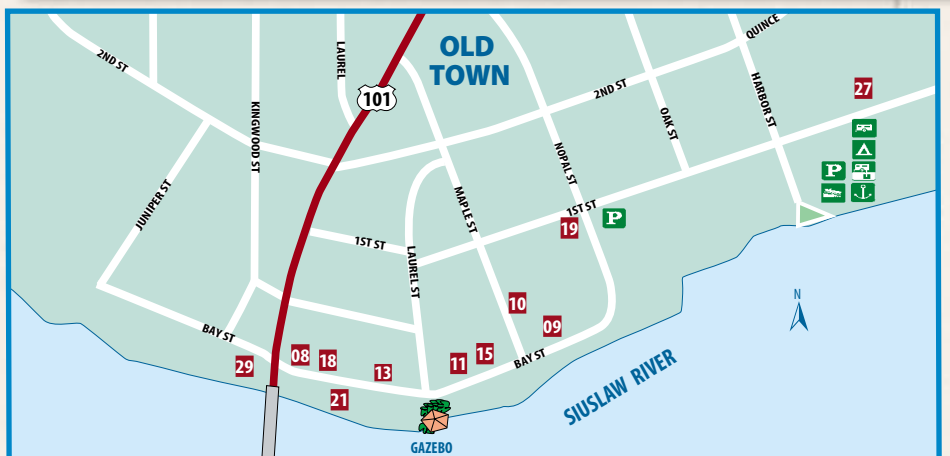 OLD
TOWN
QUINCE
2ND ST
LAUREL
101
KINGWOOD ST
2ND ST
HARBOR ST
27
OAK ST
NOPAL ST
P
JUNIPER ST
MAPLE ST
1ST ST
19
P
1ST ST
LAUREL ST
N
10
09
BAY ST
29
08
18
13
11
15
BAY ST
21
SIUSLAW RIVER
GAZEBO